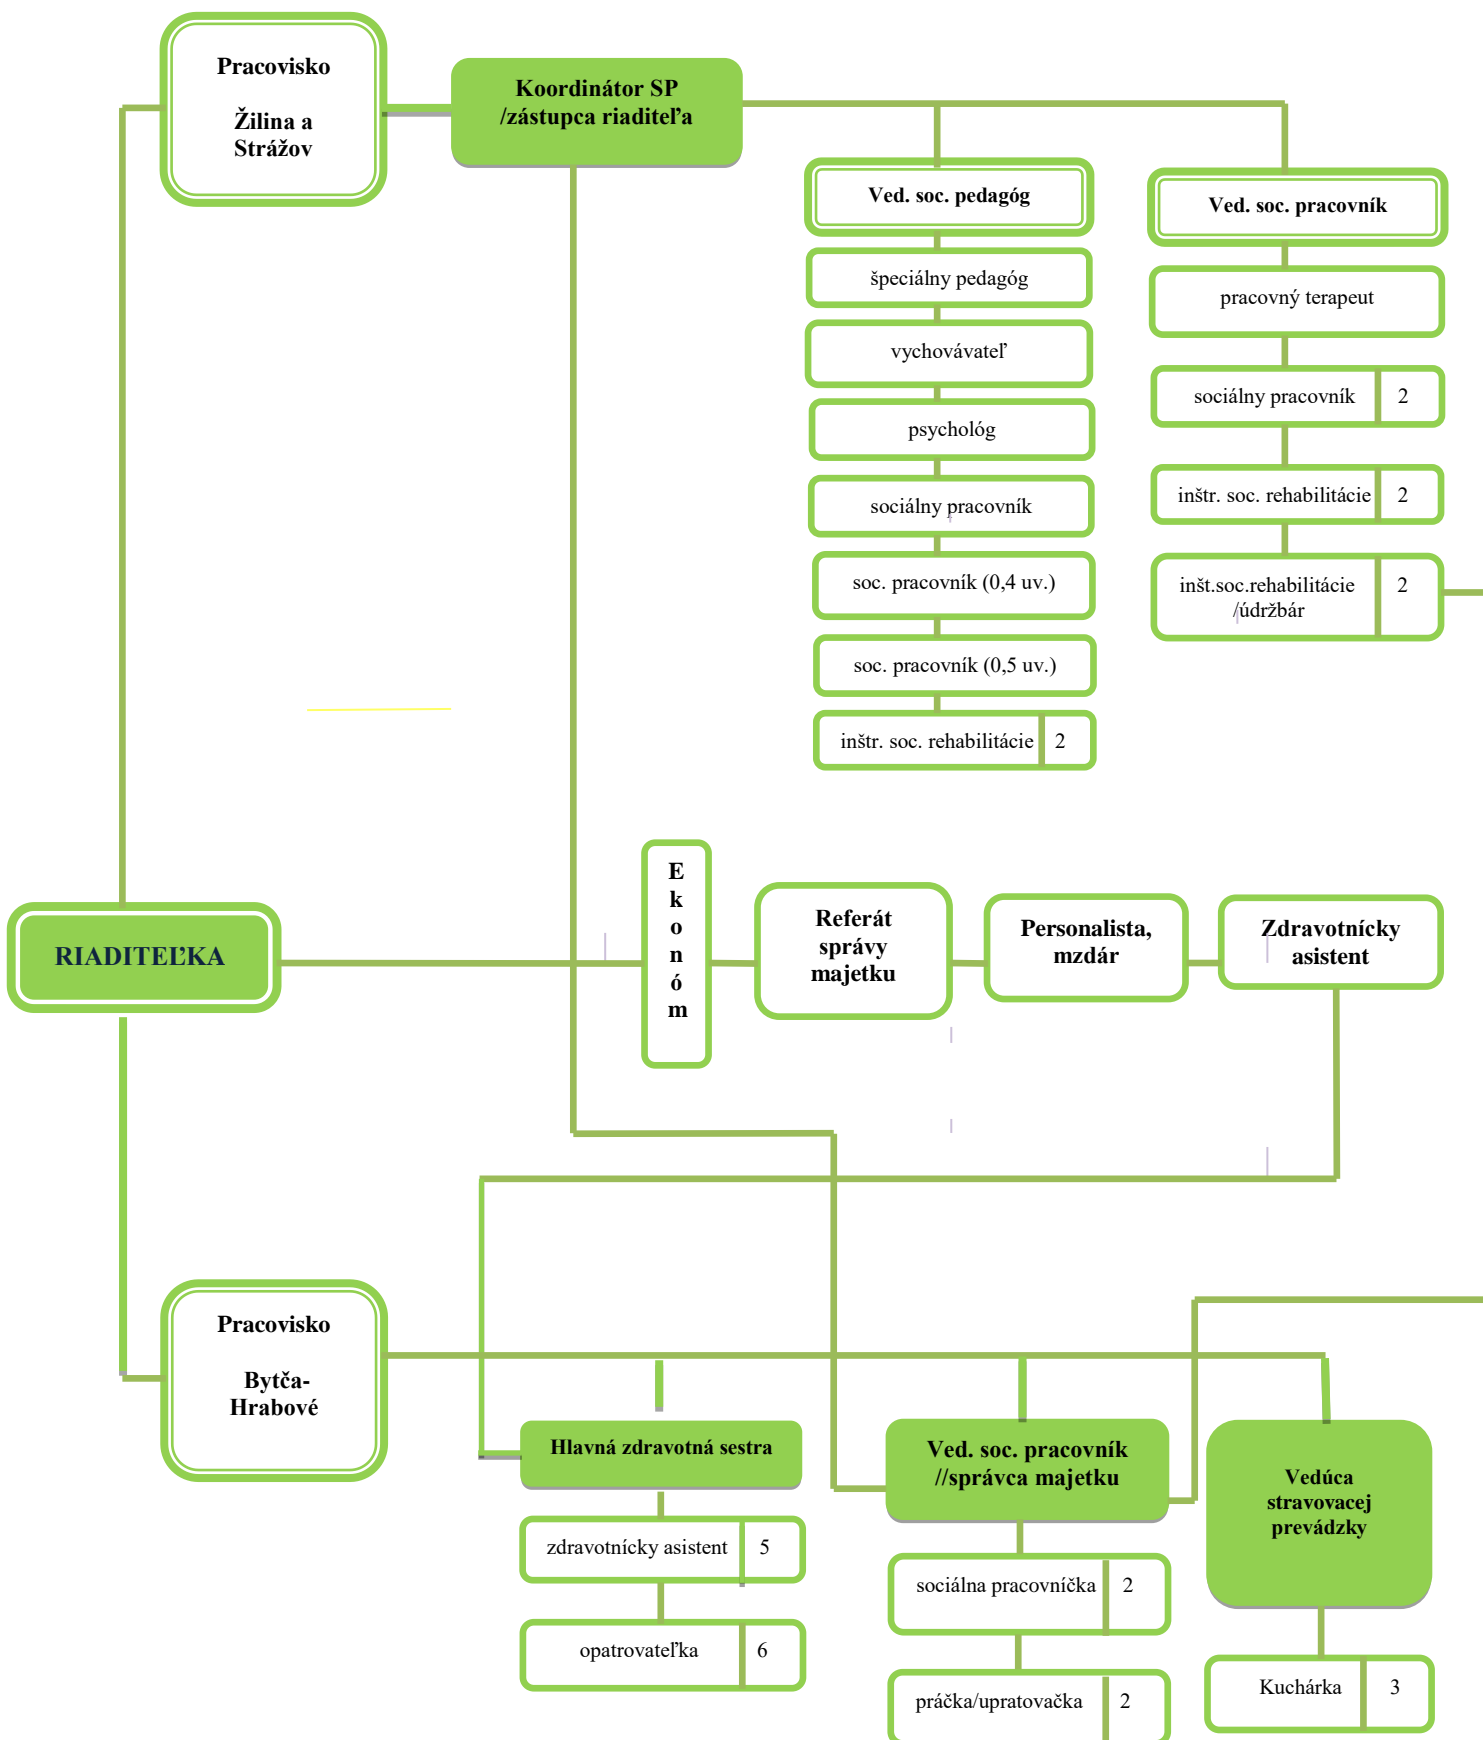 Pracovisko
Žilina a
Strážov
Koordinátor SP
/zástupca riaditeľa
Ved. soc. pedagóg
špeciálny pedagóg
vychovávateľ
psychológ
sociálny pracovník
soc. pracovník (0,4 uv.)
soc. pracovník (0,5 uv.)
inštr. soc. rehabilitácie 2
Ved. soc. pracovník
pracovný terapeut
sociálny pracovník 2
inštr. soc. rehabilitácie 2
inšt.soc.rehabilitácie 2
/údržbár
RIADITEĽKA
E
k
o
n
ó
m
Referát
správy
majetku
Personalista,
mzdár
Zdravotnícky
asistent
Pracovisko
Bytča-
Hrabové
Hlavná zdravotná sestra
zdravotnícky asistent 5
opatrovateľka 6
Ved. soc. pracovník
//správca majetku
sociálna pracovníčka 2
práčka/upratovačka 2
Vedúca
stravovacej
prevádzky
Kuchárka 3